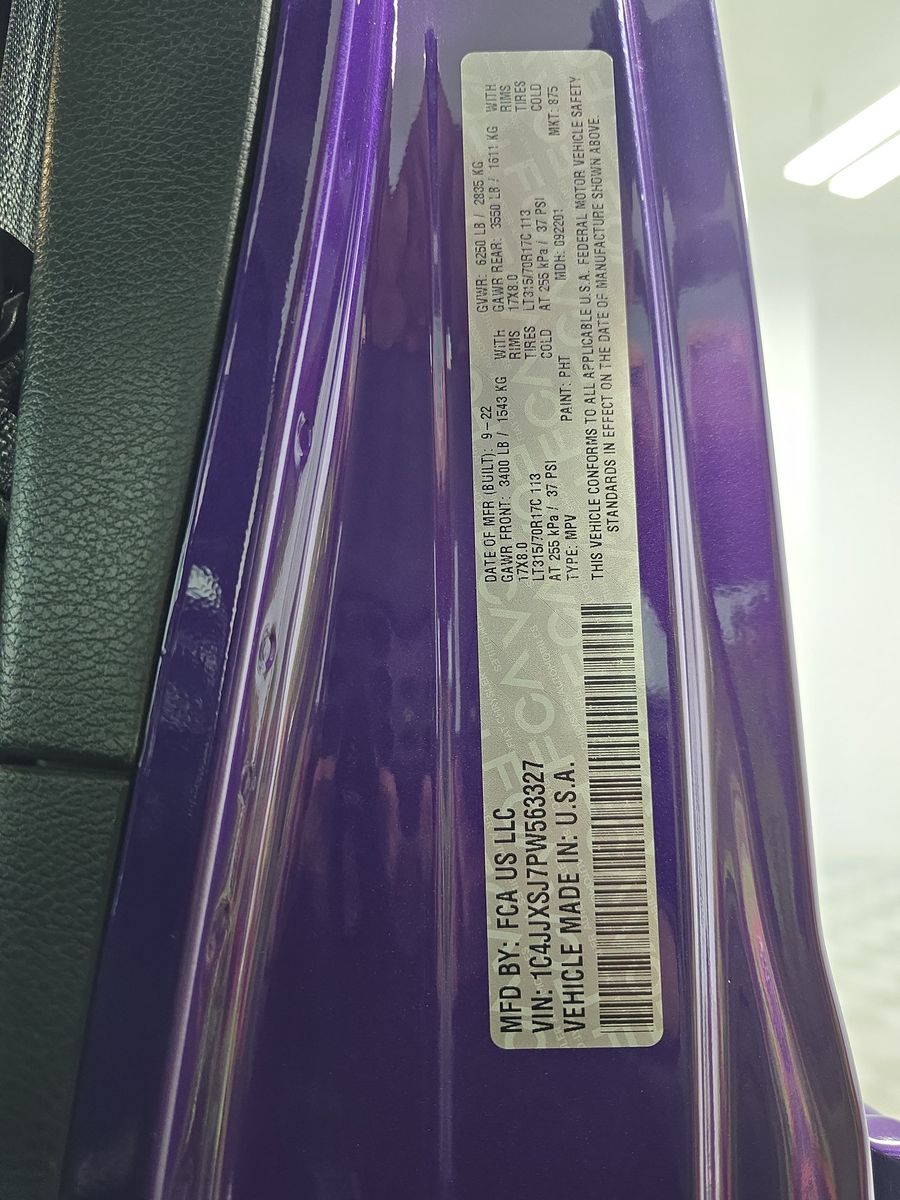 MFD BY: FCA US LLC
VIN: 1C4JJXSJ7PW563327
VEHICLE MADE IN: U.S.A.
DATE OF MFR (BUILT): 9-22
GAWR FRONT: 3400 LB / 1543 KG WITH
17X8.0 RIMS
LT315/70R17C 113 TIRES
AT 255 kPa / 37 PSI COLD
GVWR: 6250 LB / 2835 KG
GAWR REAR: 3550 LB / 1611 KG WITH
17X8.0 RIMS
LT315/70R17C 113 TIRES
AT 255 kPa / 37 PSI COLD
TYPE: MPV PAINT: PHT MDH: 092201 MKT: 875
THIS VEHICLE CONFORMS TO ALL APPLICABLE U.S.A. FEDERAL MOTOR VEHICLE SAFETY
STANDARDS IN EFFECT ON THE DATE OF MANUFACTURE SHOWN ABOVE.